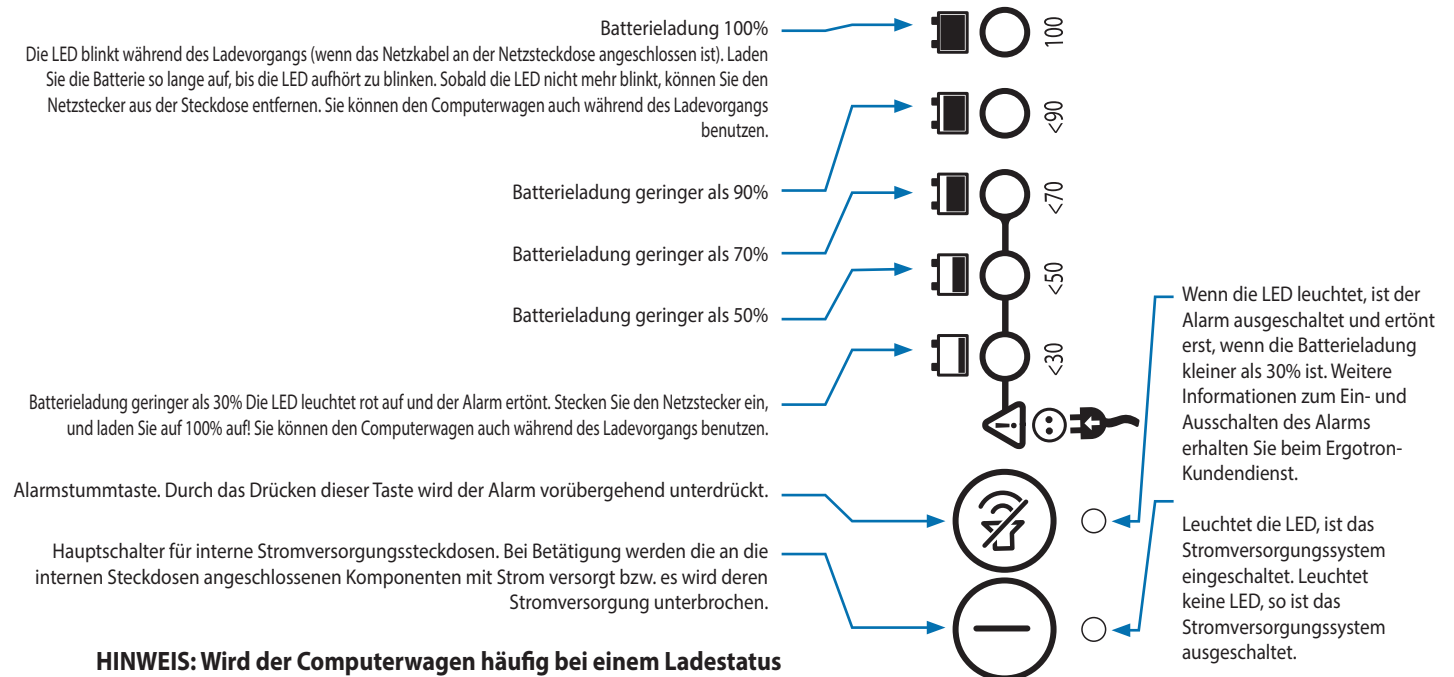 Batterieladung 100%
Die LED blinkt während des Ladevorgangs (wenn das Netzkabel an der Netzsteckdose angeschlossen ist). Laden
Sie die Batterie so lange auf, bis die LED aufhört zu blinken. Sobald die LED nicht mehr blinkt, können Sie den
Netzstecker aus der Steckdose entfernen. Sie können den Computerwagen auch während des Ladevorgangs
benutzen.
Batterieladung geringer als 90%
Batterieladung geringer als 70%
Batterieladung geringer als 50%
Batterieladung geringer als 30% Die LED leuchtet rot auf und der Alarm ertönt. Stecken Sie den Netzstecker ein,
und laden Sie auf 100% auf! Sie können den Computerwagen auch während des Ladevorgangs benutzen.
Alarmstummtaste. Durch das Drücken dieser Taste wird der Alarm vorübergehend unterdrückt.
Hauptschalter für interne Stromversorgungssteckdosen. Bei Betätigung werden die an die
internen Steckdosen angeschlossenen Komponenten mit Strom versorgt bzw. es wird deren
Stromversorgung unterbrochen.
HINWEIS: Wird der Computerwagen häufig bei einem Ladestatus
100
<90
<70
<50
<30
Wenn die LED leuchtet, ist der
Alarm ausgeschaltet und ertönt
erst, wenn die Batterieladung
kleiner als 30% ist. Weitere
Informationen zum Ein- und
Ausschalten des Alarms
erhalten Sie beim Ergotron-
Kundendienst.
Leuchtet die LED, ist das
Stromversorgungssystem
eingeschaltet. Leuchtet
keine LED, so ist das
Stromversorgungssystem
ausgeschaltet.